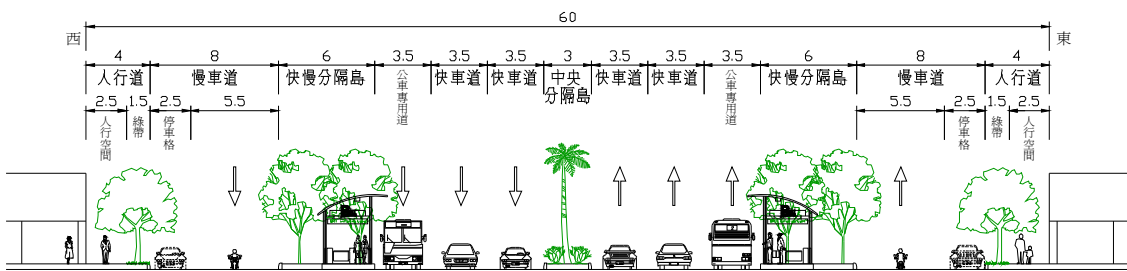 60
西 東
4 8 6 3.5 3.5 3.5 3 3.5 3.5 3.5 6 8 4
人行道 慢車道 快慢分隔島 公車專用道 快車道 快車道 中央分隔島 快車道 快車道 公車專用道 快慢分隔島 慢車道 人行道
2.5 1.5 2.5 5.5 5.5 2.5 1.5 2.5
人行空間 綠帶 停車格 停車格 綠帶 人行空間